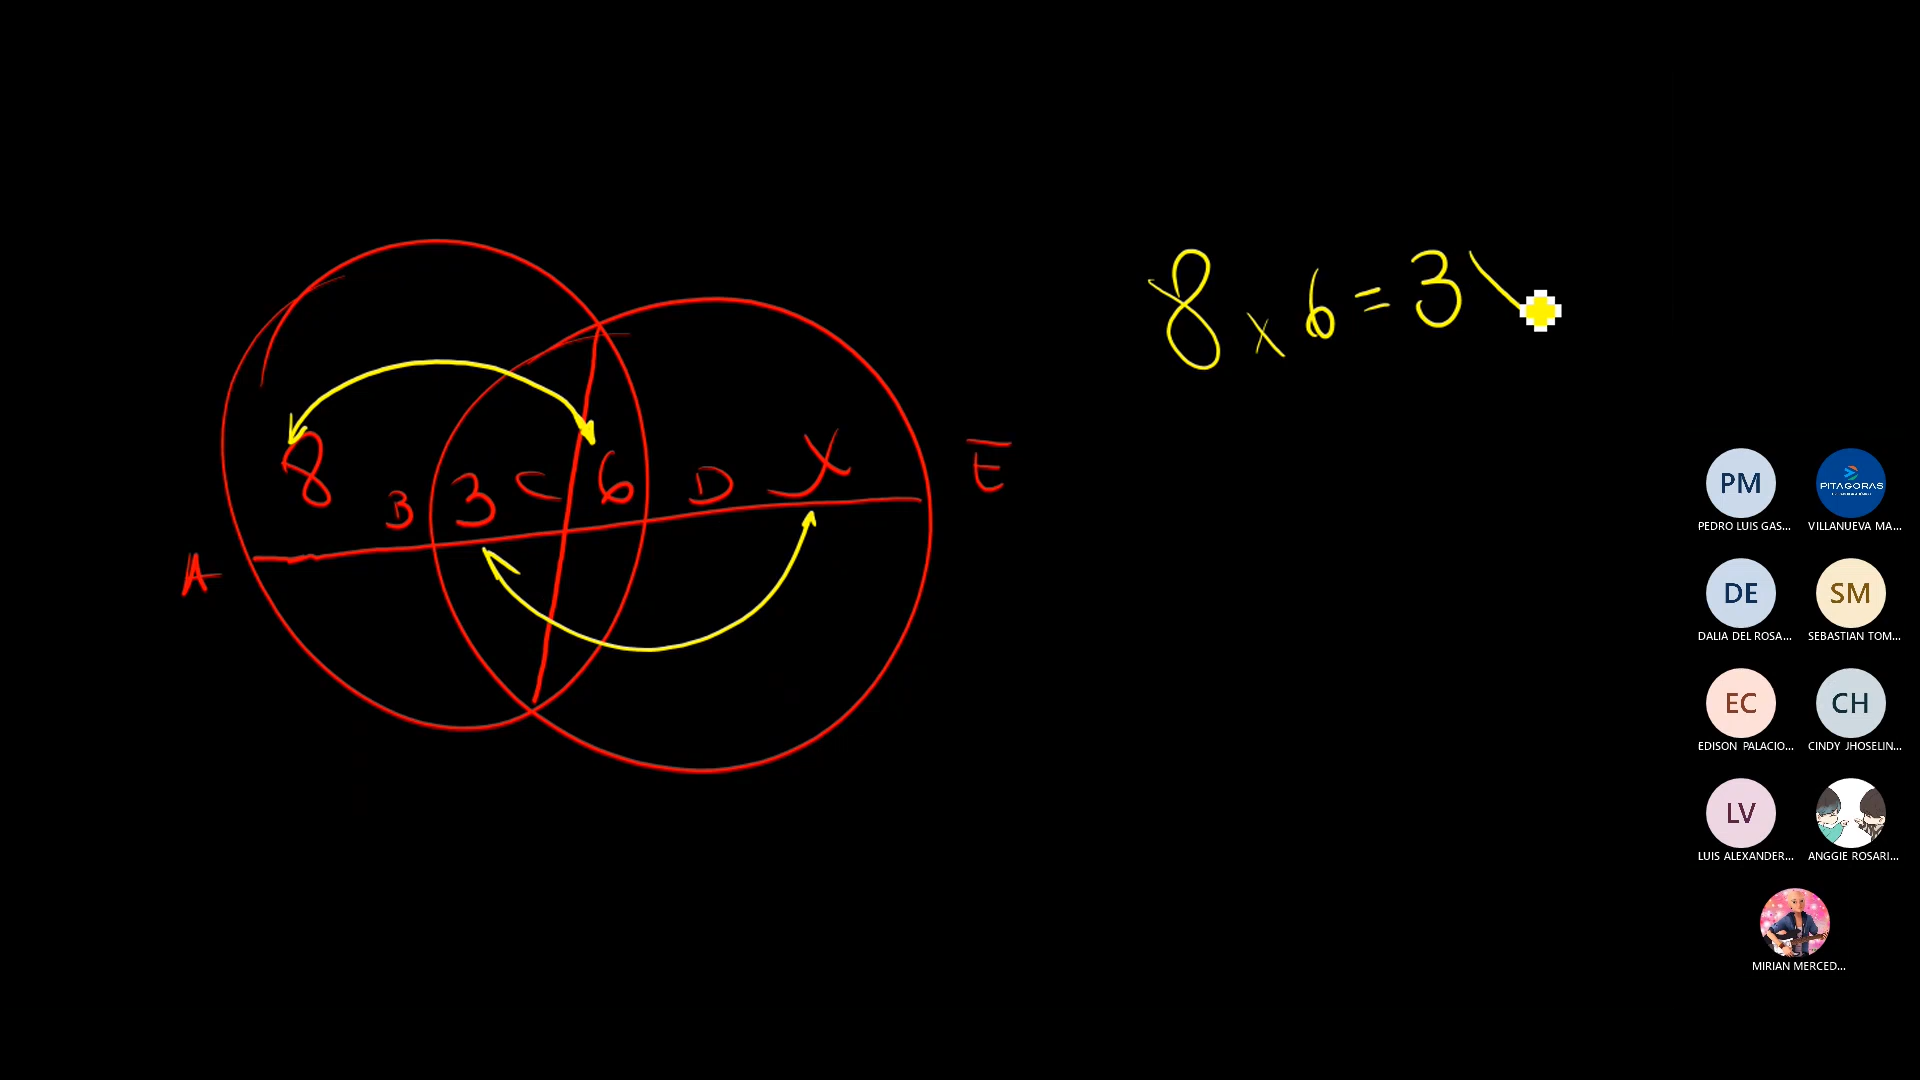 8 x 6 = 3
8 B 3 C 6 D x E
A
PM
PITAGORAS
PEDRO LUIS GAS... VILLANUEVA MA...
DE SM
DALIA DEL ROSA... SEBASTIAN TOM...
EC CH
EDISON PALACIO... CINDY JHOSELIN...
LV
LUIS ALEXANDER... ANGGIE ROSARI...
MIRIAN MERCED...